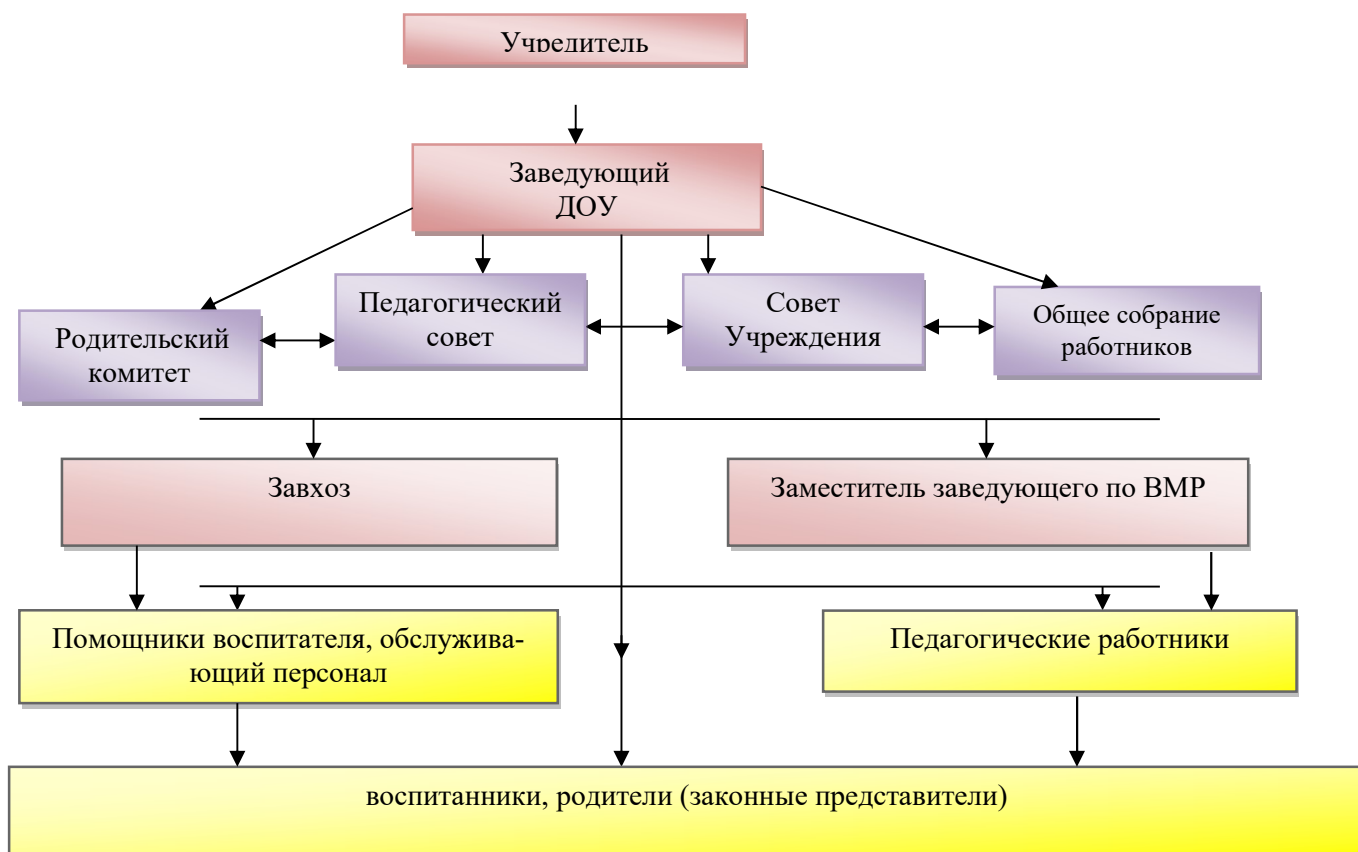 Учредитель
Заведующий
ДОУ
Родительский
комитет
Педагогический
совет
Совет
Учреждения
Общее собрание
работников
Завхоз
Заместитель заведующего по ВМР
Помощники воспитателя, обслужива-
ющий персонал
Педагогические работники
воспитанники, родители (законные представители)